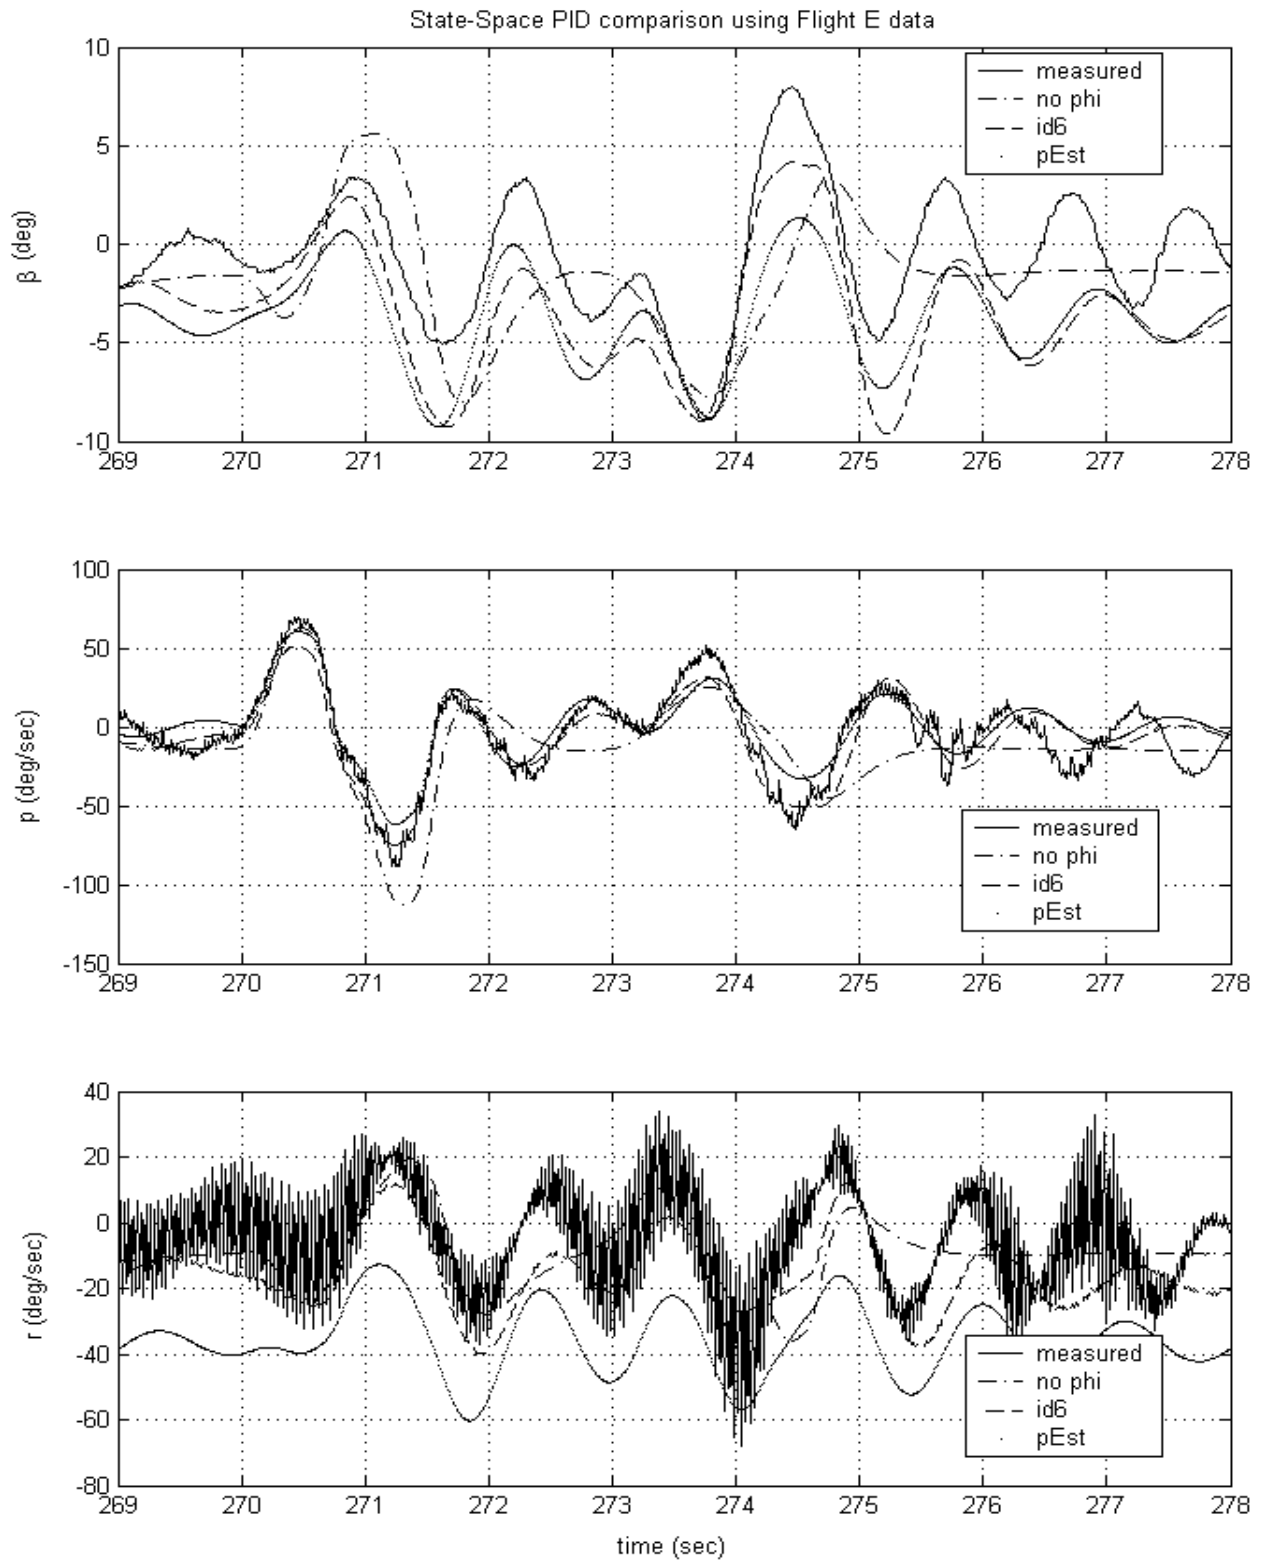 State-Space PID comparison using Flight E data
10
5
0
-5
-10
β (deg)
measured
no phi
id6
pEst
269 270 271 272 273 274 275 276 277 278
100
50
0
-50
-100
-150
p (deg/sec)
measured
no phi
id6
pEst
269 270 271 272 273 274 275 276 277 278
40
20
0
-20
-40
-60
-80
r (deg/sec)
measured
no phi
id6
pEst
269 270 271 272 273 274 275 276 277 278
time (sec)